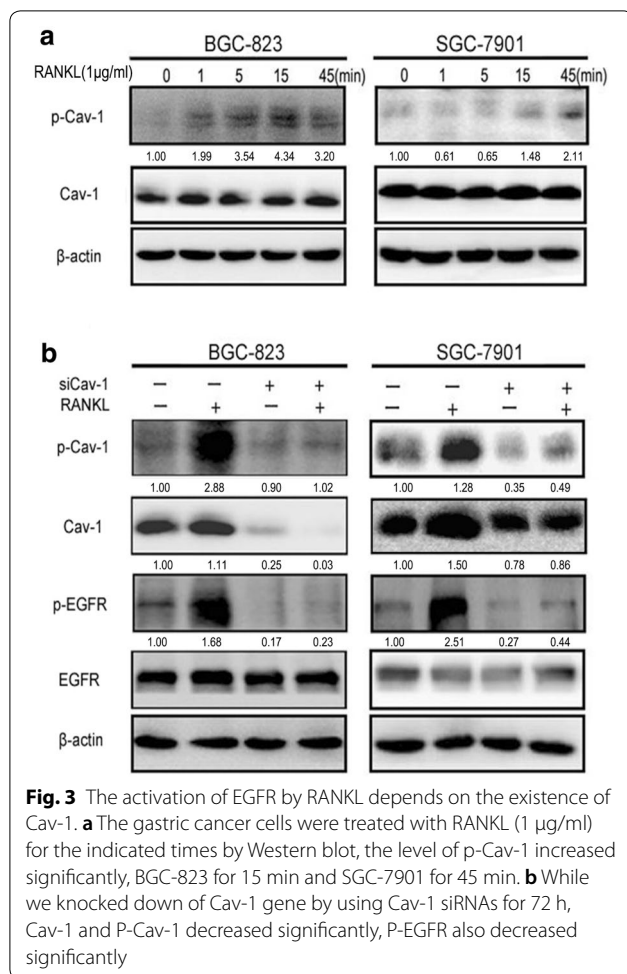 a
BGC-823 SGC-7901
RANKL(1μg/ml) 0 1 5 15 45(min) 0 1 5 15 45(min)
p-Cav-1
1.00 1.99 3.54 4.34 3.20 1.00 0.61 0.65 1.48 2.11
Cav-1
β-actin
b
BGC-823 SGC-7901
siCav-1 — — + + — — + +
RANKL — + — + — + — +
p-Cav-1
1.00 2.88 0.90 1.02 1.00 1.28 0.35 0.49
Cav-1
1.00 1.11 0.25 0.03 1.00 1.50 0.78 0.86
p-EGFR
1.00 1.68 0.17 0.23 1.00 2.51 0.27 0.44
EGFR
β-actin
Fig. 3 The activation of EGFR by RANKL depends on the existence of
Cav-1. a The gastric cancer cells were treated with RANKL (1 μg/ml)
for the indicated times by Western blot, the level of p-Cav-1 increased
significantly, BGC-823 for 15 min and SGC-7901 for 45 min. b While
we knocked down of Cav-1 gene by using Cav-1 siRNAs for 72 h,
Cav-1 and P-Cav-1 decreased significantly, P-EGFR also decreased
significantly